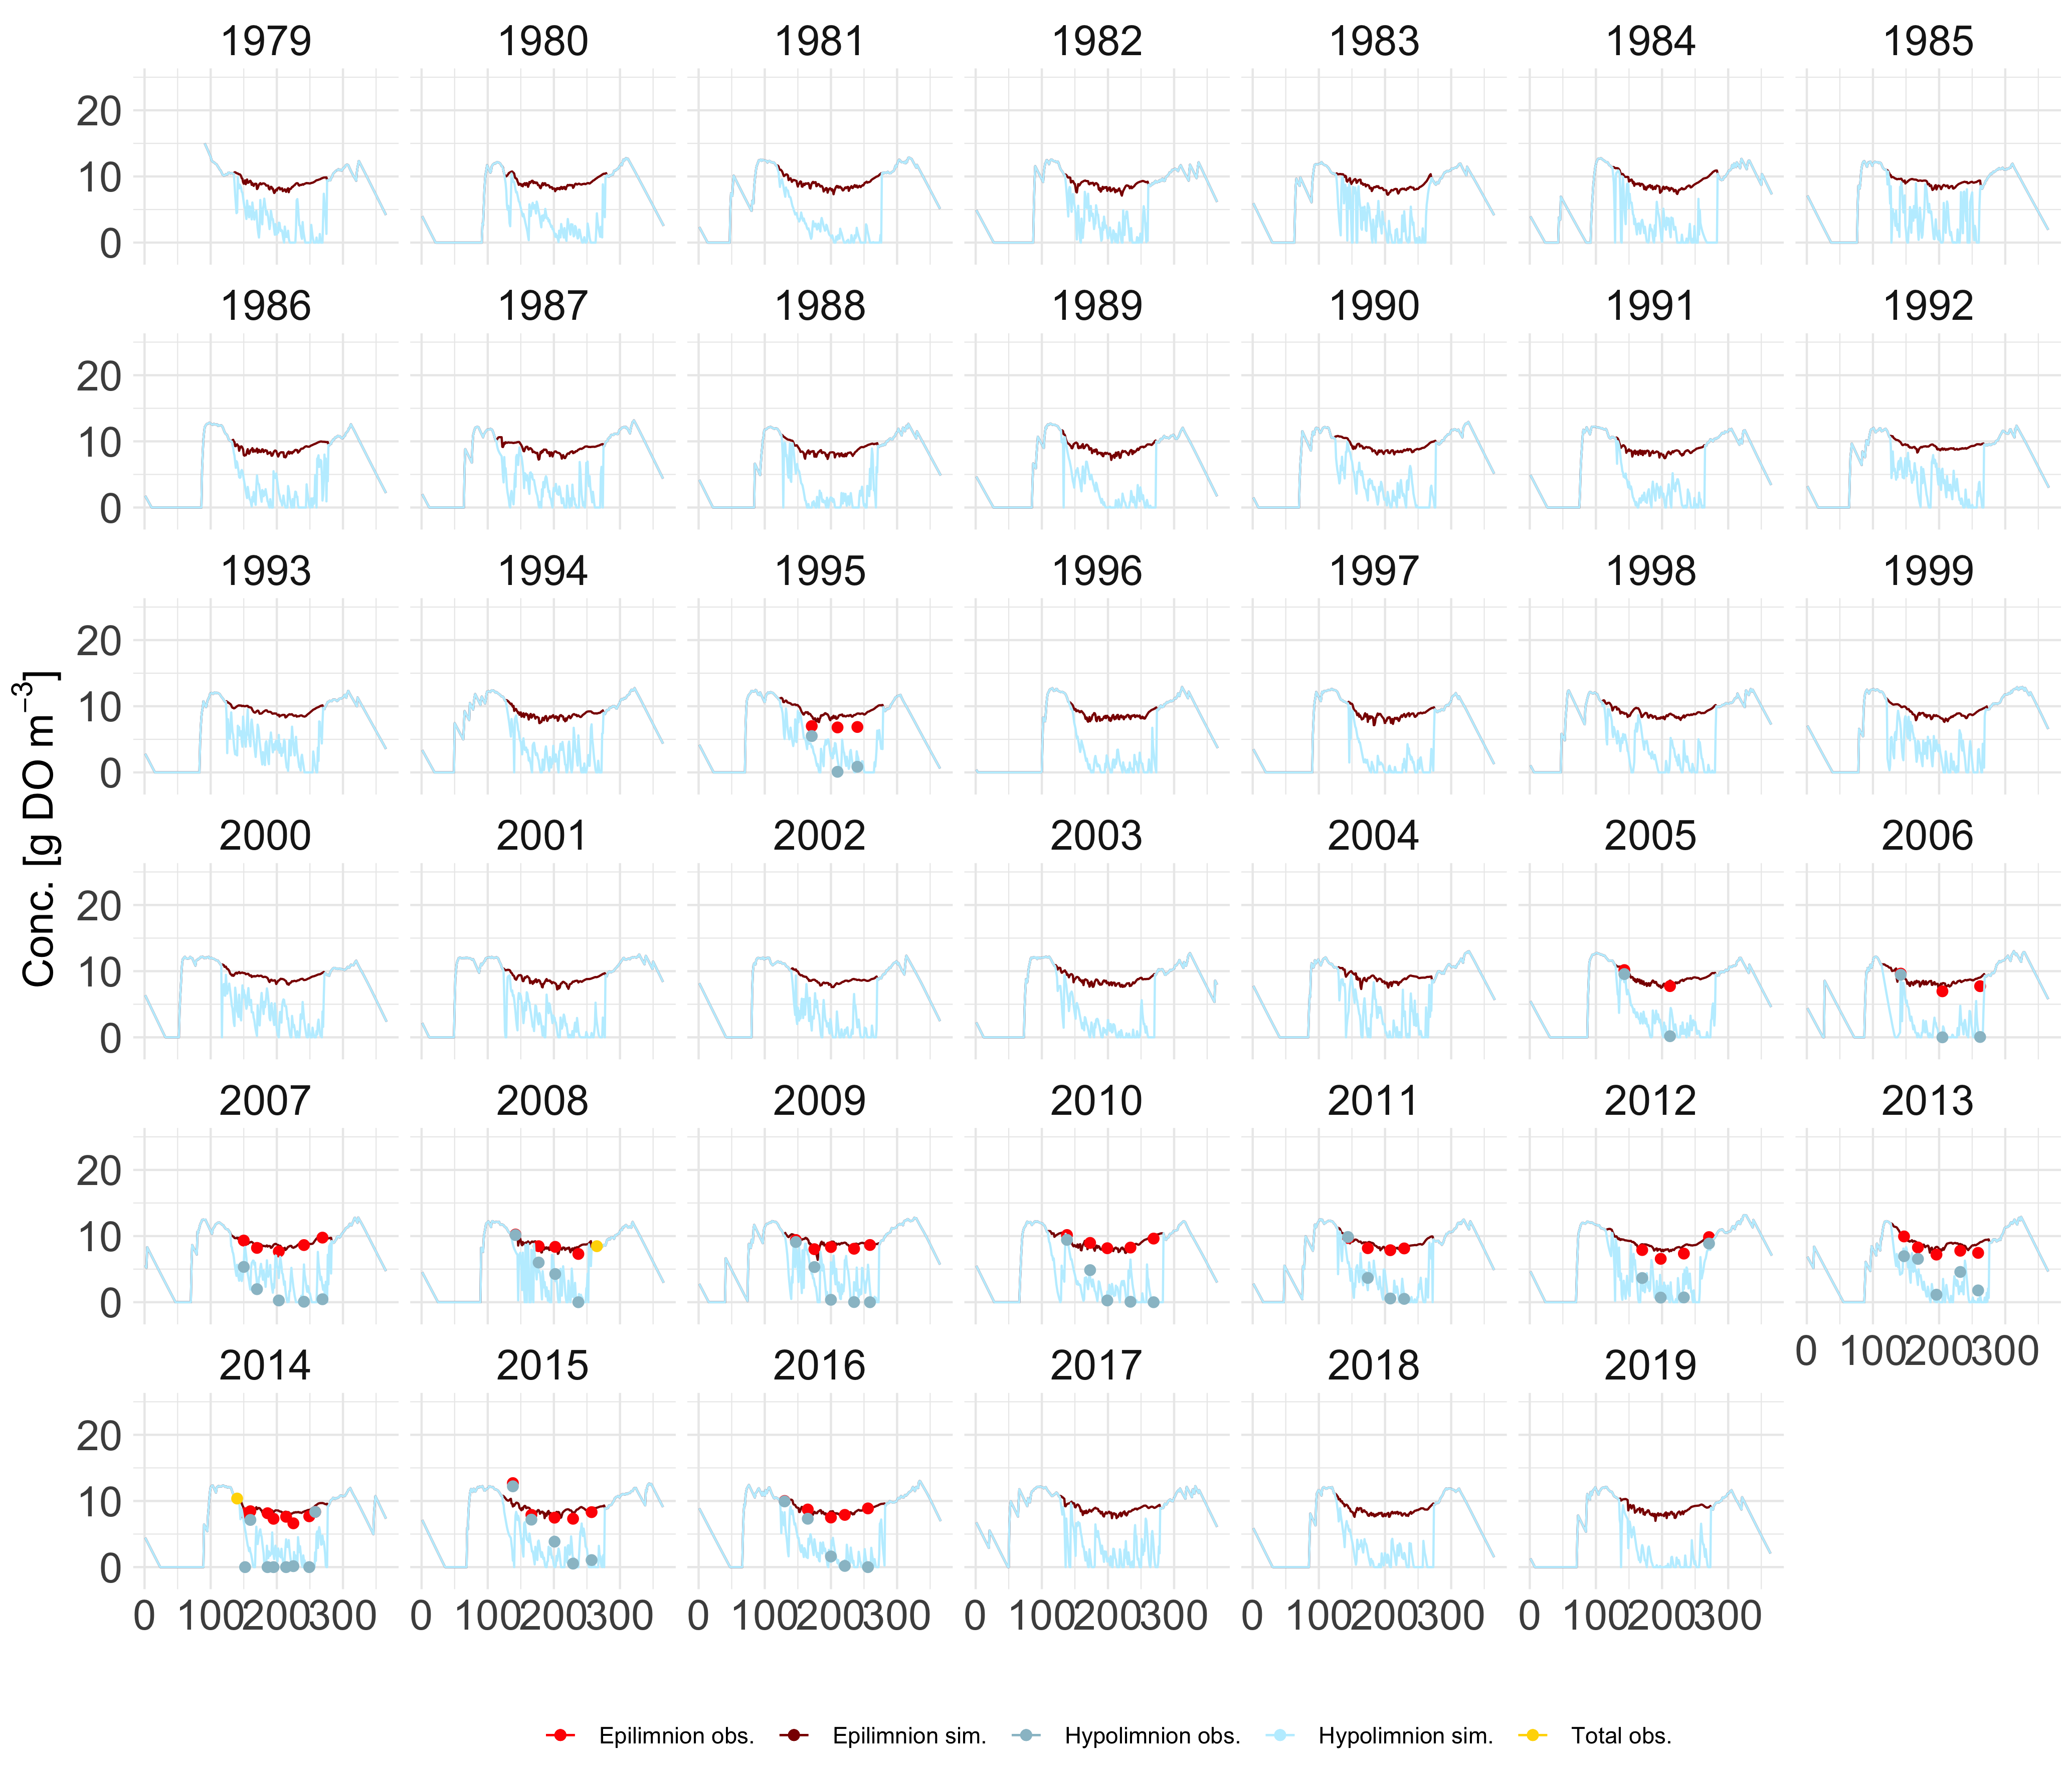 1979 1980 1981 1982 1983 1984 1985
20
10
0
1986 1987 1988 1989 1990 1991 1992
20
10
0
1993 1994 1995 1996 1997 1998 1999
20
10
0
Conc. [g DO m⁻³]
2000 2001 2002 2003 2004 2005 2006
20
10
0
2007 2008 2009 2010 2011 2012 2013
20
10
0
0 100 200 300
2014 2015 2016 2017 2018 2019
20
10
0
0 100 200 300 0 100 200 300 0 100 200 300 0 100 200 300 0 100 200 300 0 100 200 300
Epilimnion obs. Epilimnion sim. Hypolimnion obs. Hypolimnion sim. Total obs.